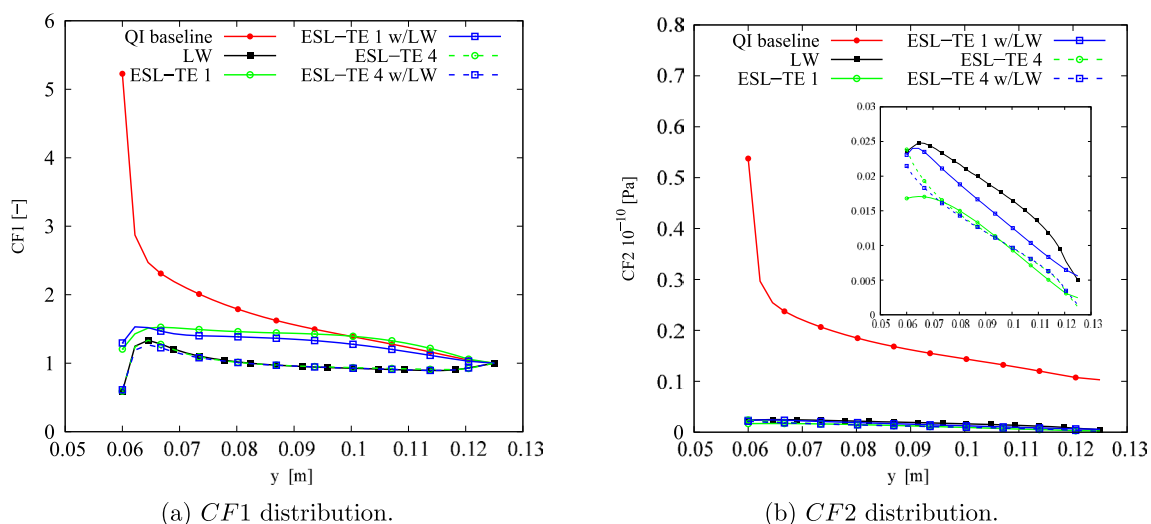 QI baseline
LW
ESL−TE 1
ESL−TE 1 w/LW
ESL−TE 4
ESL−TE 4 w/LW
6
5
4
3
2
1
0
CF1 [−]
0.05 0.06 0.07 0.08 0.09 0.1 0.11 0.12 0.13
y [m]
(a) CF1 distribution.
QI baseline
LW
ESL−TE 1
ESL−TE 1 w/LW
ESL−TE 4
ESL−TE 4 w/LW
0.8
0.7
0.6
0.5
0.4
0.3
0.2
0.1
0
CF2 10⁻¹⁰ [Pa]
0.03
0.025
0.02
0.015
0.01
0.005
0
0.05 0.06 0.07 0.08 0.09 0.1 0.11 0.12 0.13
0.05 0.06 0.07 0.08 0.09 0.1 0.11 0.12 0.13
y [m]
(b) CF2 distribution.